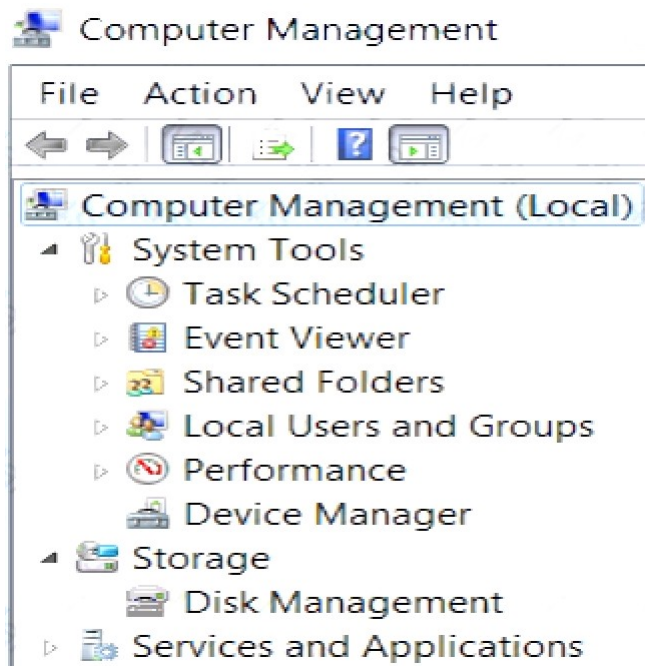 Computer Management
File Action View Help
Computer Management (Local)
System Tools
Task Scheduler
Event Viewer
Shared Folders
Local Users and Groups
Performance
Device Manager
Storage
Disk Management
Services and Applications